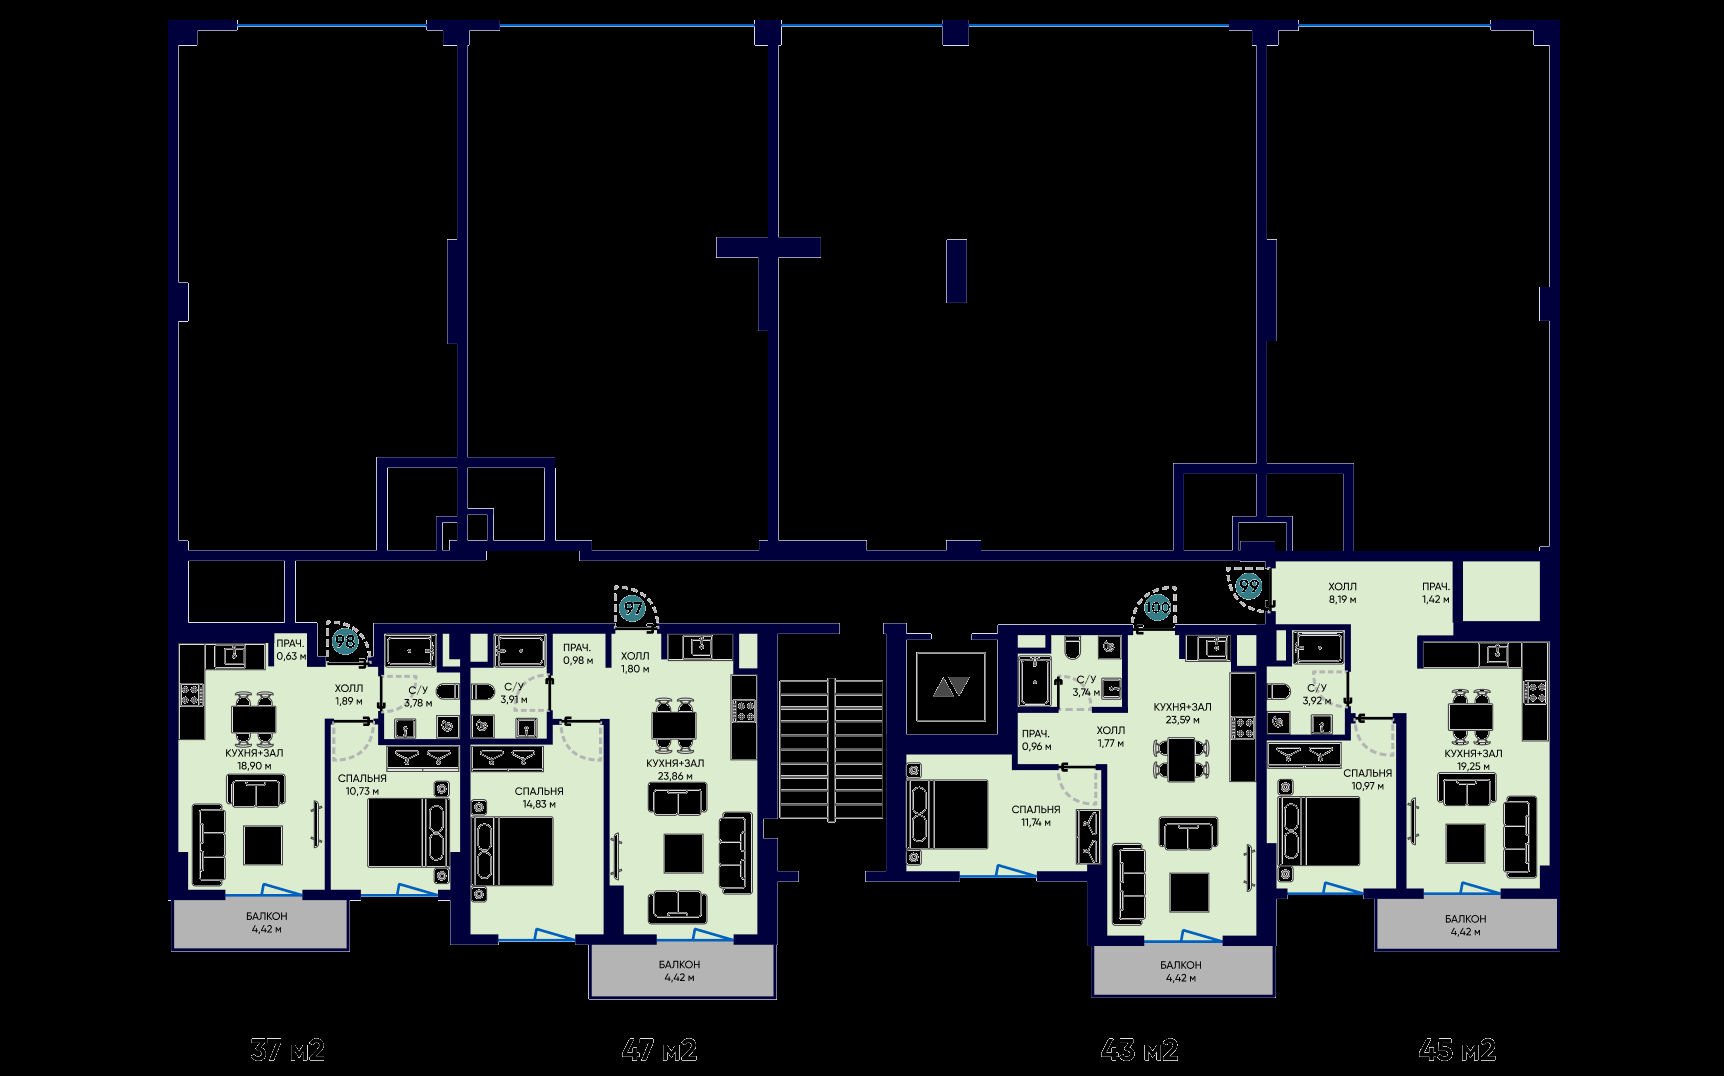 98
97
100
99
ПРАЧ.
0,63 м
ХОЛЛ
1,89 м
С/У
3,78 м
КУХНЯ+ЗАЛ
18,90 м
СПАЛЬНЯ
10,73 м
БАЛКОН
4,42 м
ПРАЧ.
0,98 м
ХОЛЛ
1,80 м
С/У
3,91 м
КУХНЯ+ЗАЛ
23,86 м
СПАЛЬНЯ
14,83 м
БАЛКОН
4,42 м
С/У
3,74 м
КУХНЯ+ЗАЛ
23,59 м
ПРАЧ.
0,96 м
ХОЛЛ
1,77 м
СПАЛЬНЯ
11,74 м
БАЛКОН
4,42 м
ХОЛЛ
8,19 м
ПРАЧ.
1,42 м
С/У
3,92 м
КУХНЯ+ЗАЛ
19,25 м
СПАЛЬНЯ
10,97 м
БАЛКОН
4,42 м
37 м2
47 м2
43 м2
45 м2